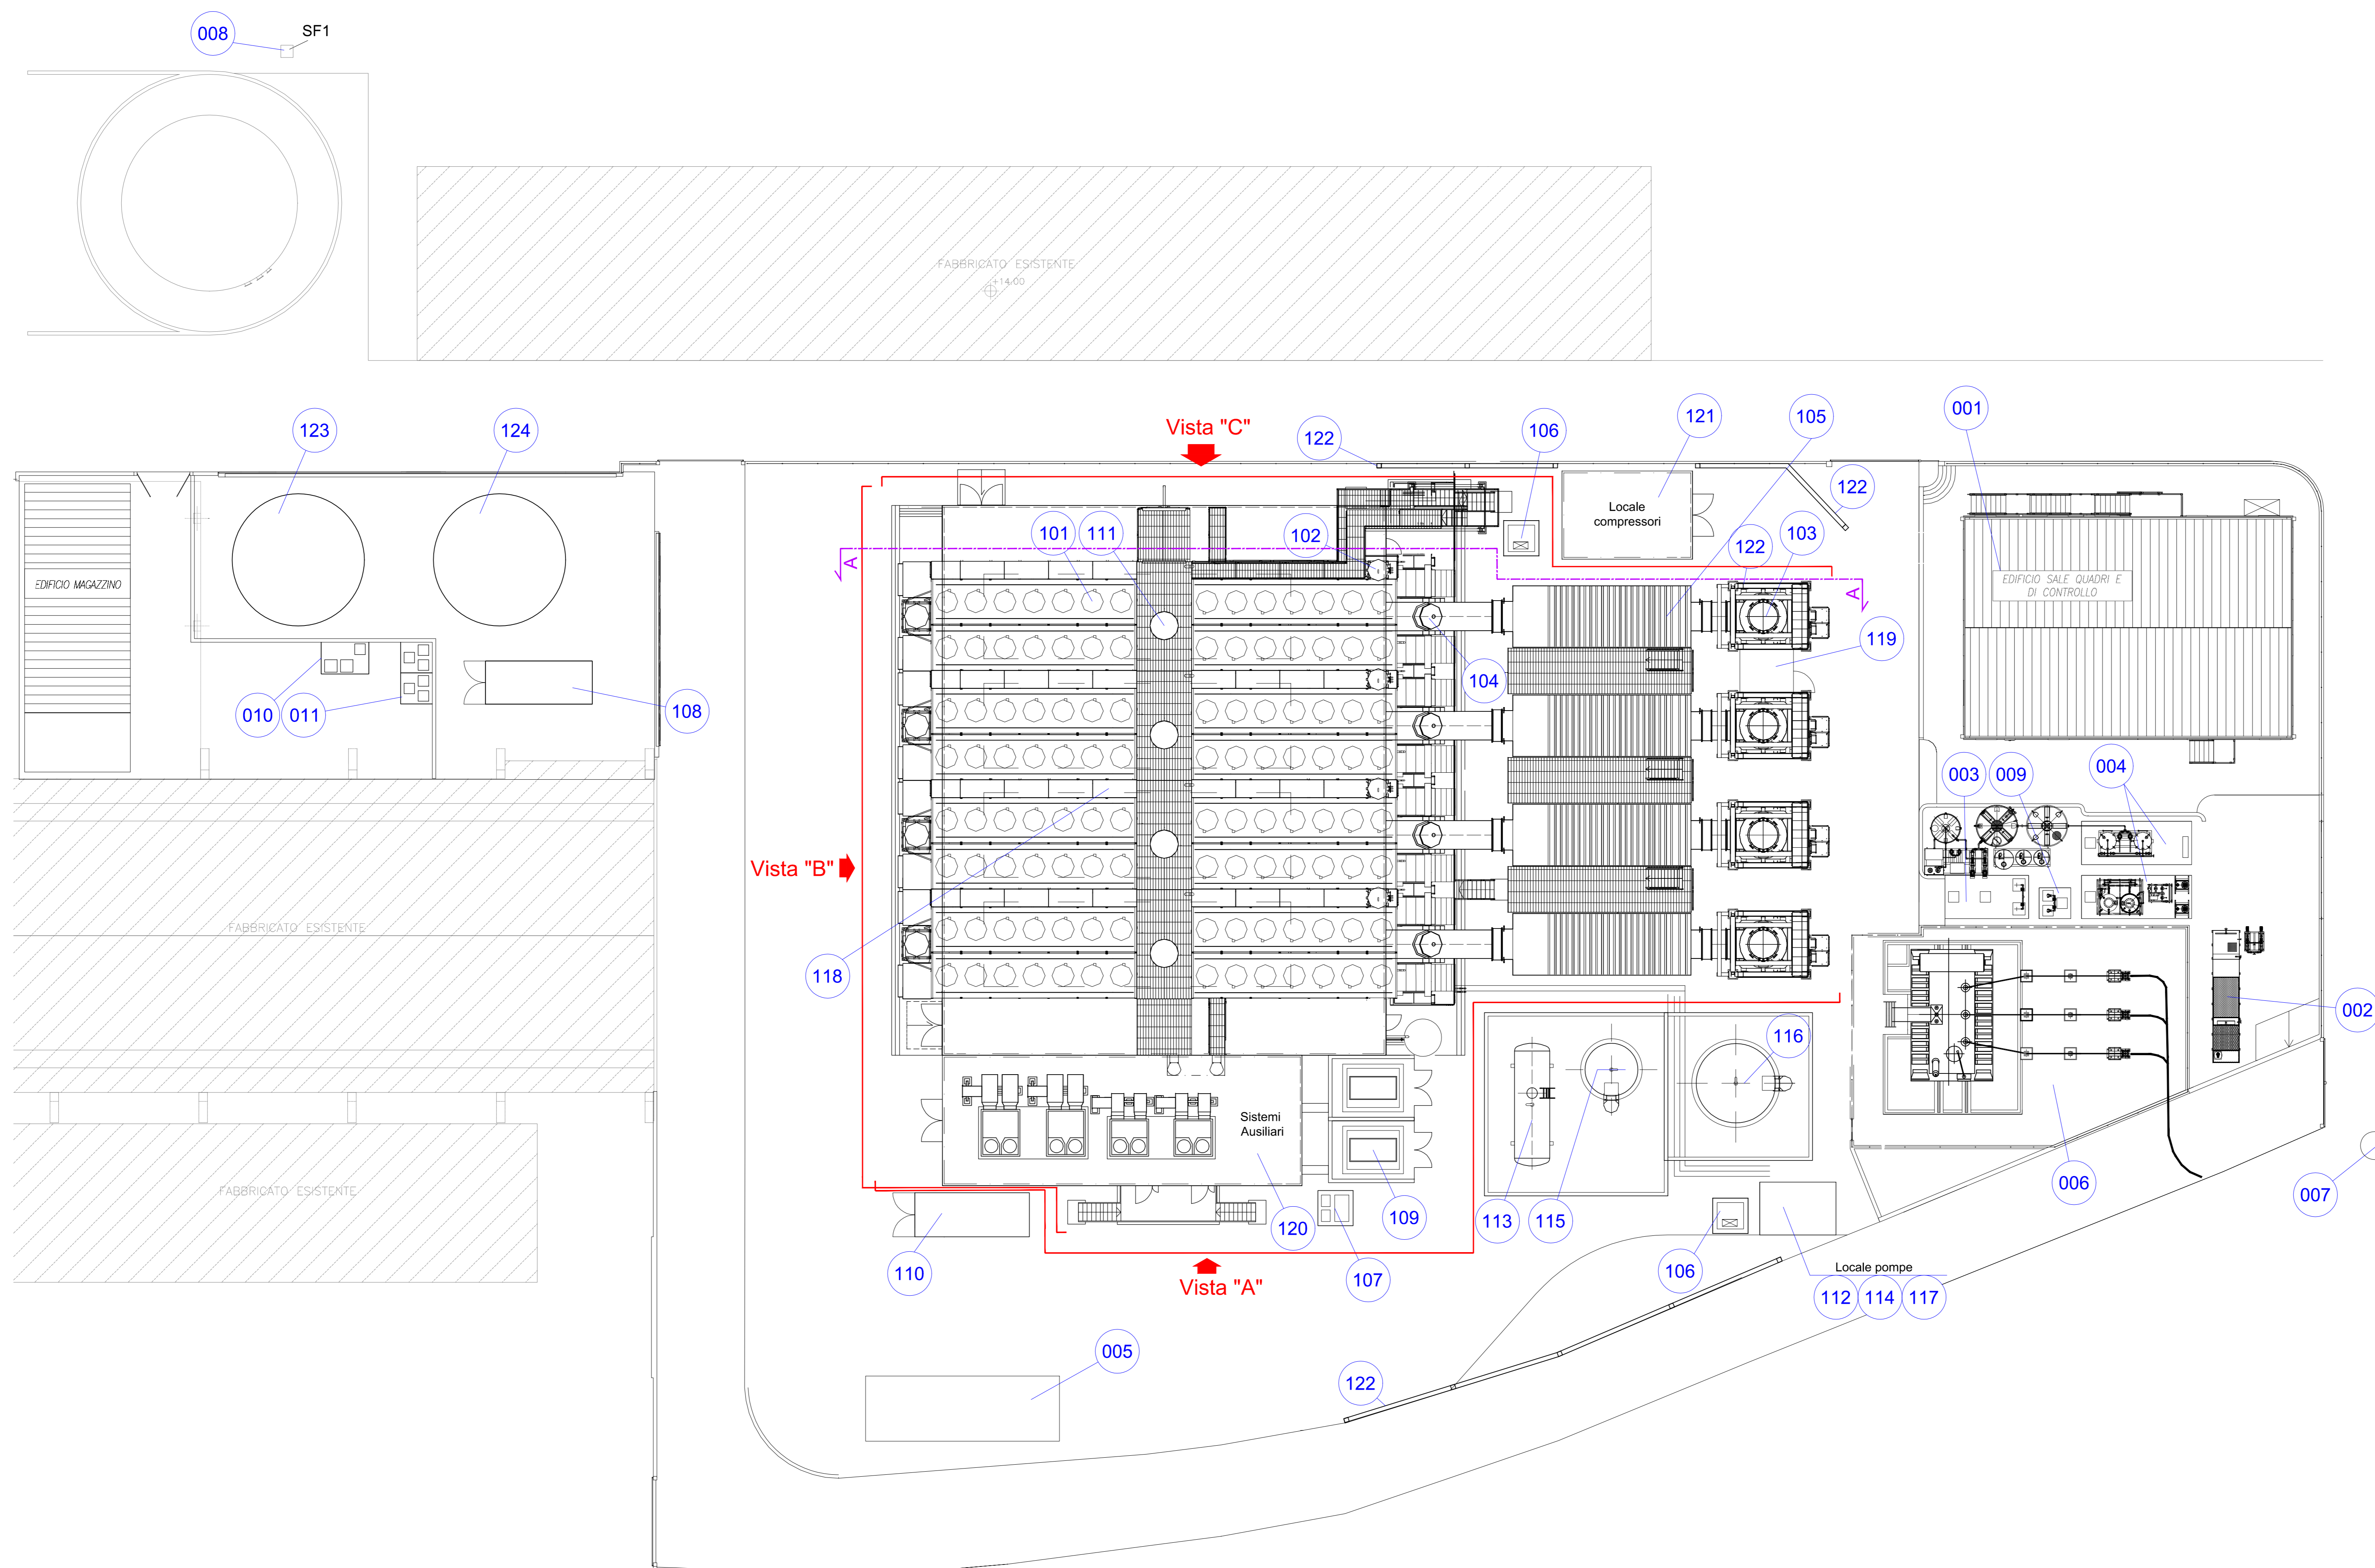 008
SF1
FABBRICATO ESISTENTE
+14.00
001
123
124
Vista "C"
122
106
121
105
122
EDIFICIO MAGAZZINO
101
111
102
Locale
compressori
122
103
A
A
EDIFICIO SALE QUADRI E
DI CONTROLLO
119
104
010
011
108
003
009
004
Vista "B"
FABBRICATO ESISTENTE
118
002
116
Sistemi
Ausiliari
FABBRICATO ESISTENTE
006
007
120
109
113
115
110
107
Vista "A"
106
Locale pompe
112
114
117
005
122